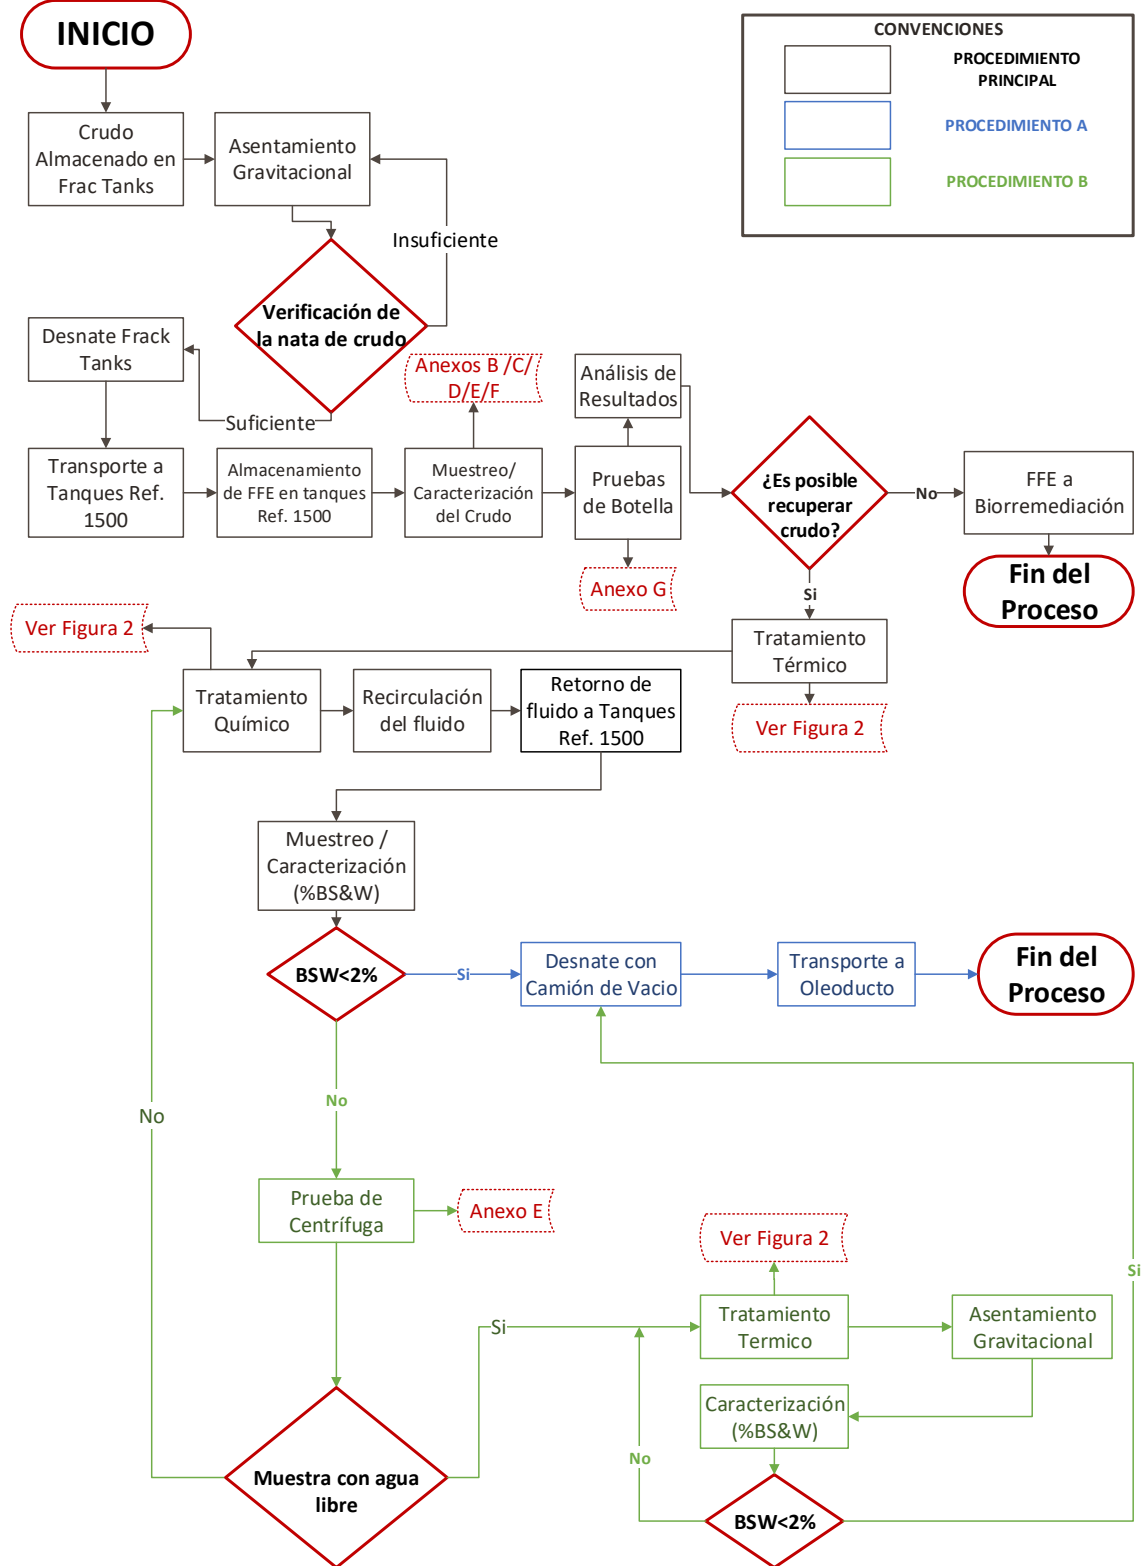 INICIO
CONVENCIONES
PROCEDIMIENTO
PRINCIPAL
PROCEDIMIENTO A
PROCEDIMIENTO B
Crudo
Almacenado en
Frac Tanks
Asentamiento
Gravitacional
Insuficiente
Verificación de
la nata de crudo
Desnate Frack
Tanks
Suficiente
Anexos B /C/
D/E/F
Análisis de
Resultados
Transporte a
Tanques Ref.
1500
Almacenamiento
de FFE en tanques
Ref. 1500
Muestreo/
Caracterización
del Crudo
Pruebas
de Botella
¿Es posible
recuperar
crudo?
No
FFE a
Biorremediación
Fin del
Proceso
Anexo G
Si
Ver Figura 2
Tratamiento
Térmico
Tratamiento
Químico
Recirculación
del fluido
Retorno de
fluido a Tanques
Ref. 1500
Ver Figura 2
Muestreo /
Caracterización
(%BS&W)
BSW<2%
Si
Desnate con
Camión de Vacio
Transporte a
Oleoducto
Fin del
Proceso
No
No
Prueba de
Centrífuga
Anexo E
Ver Figura 2
Si
Tratamiento
Termico
Asentamiento
Gravitacional
Si
Caracterización
(%BS&W)
No
Muestra con agua
libre
BSW<2%